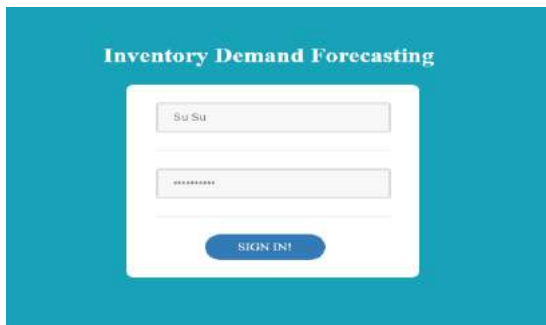 Inventory Demand Forecasting
Su Su
••••••••••
SIGN IN!